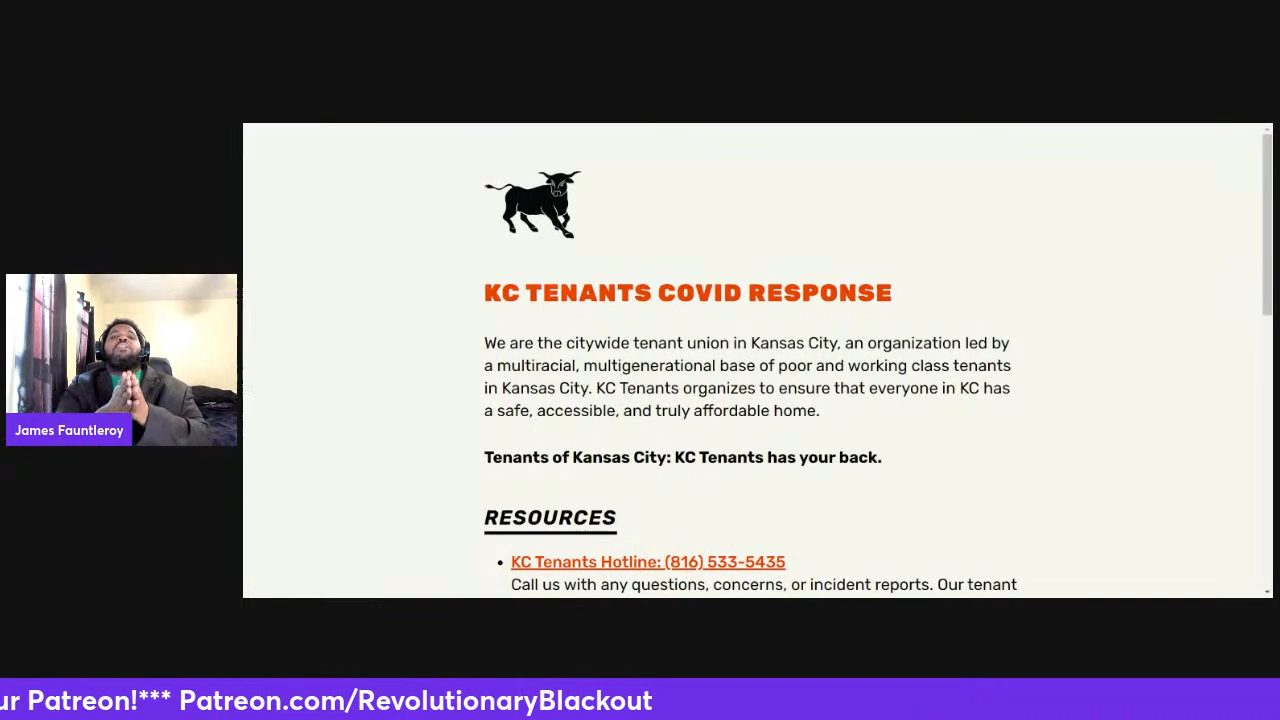 KC TENANTS COVID RESPONSE
We are the citywide tenant union in Kansas City, an organization led by
a multiracial, multigenerational base of poor and working class tenants
in Kansas City. KC Tenants organizes to ensure that everyone in KC has
a safe, accessible, and truly affordable home.
Tenants of Kansas City: KC Tenants has your back.
RESOURCES
• KC Tenants Hotline: (816) 533-5435
Call us with any questions, concerns, or incident reports. Our tenant
James Fauntleroy
ur Patreon!*** Patreon.com/RevolutionaryBlackout